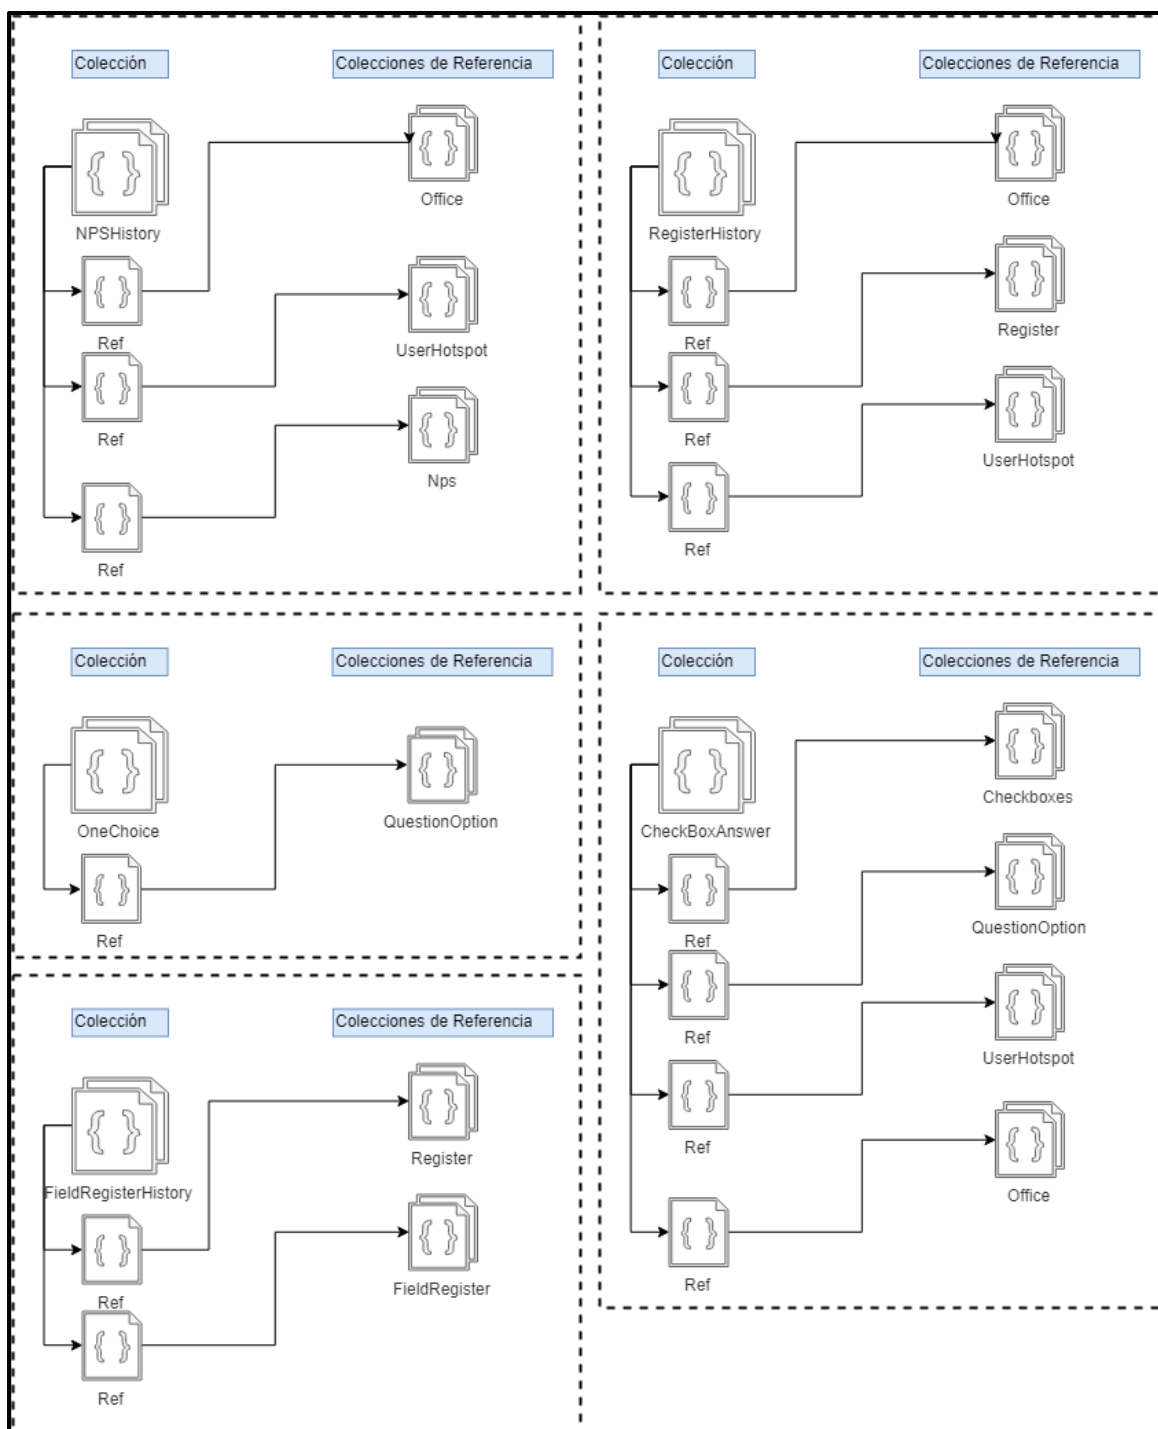 Colección
Colecciones de Referencia
NPSHistory
Office
Ref
UserHotspot
Ref
Nps
Ref
Colección
Colecciones de Referencia
RegisterHistory
Office
Ref
Register
Ref
UserHotspot
Ref
Colección
Colecciones de Referencia
OneChoice
QuestionOption
Ref
Colección
Colecciones de Referencia
CheckBoxAnswer
Checkboxes
Ref
QuestionOption
Ref
UserHotspot
Ref
Office
Ref
Colección
Colecciones de Referencia
FieldRegisterHistory
Register
Ref
FieldRegister
Ref